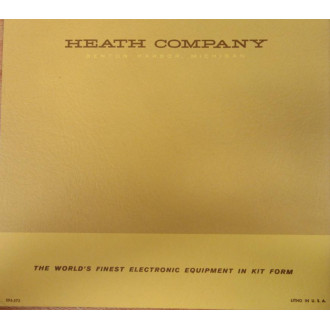 HEATH COMPANY
BENTON HARBOR, MICHIGAN
THE WORLD'S FINEST ELECTRONIC EQUIPMENT IN KIT FORM
U.S.A.